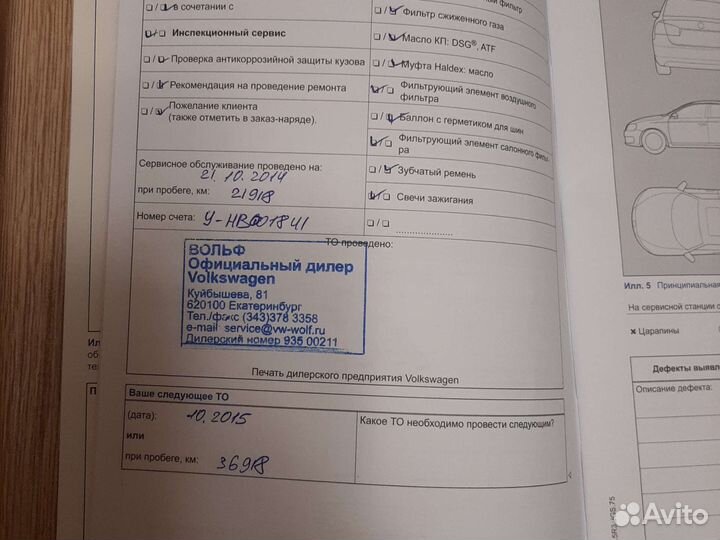 ☐/☑ в сочетании с
☐/☑ Инспекционный сервис
☐/☑ Проверка антикоррозийной защиты кузова
☐/☑ Рекомендация на проведение ремонта
☐/☑ Пожелание клиента
(также отметить в заказ-наряде).
Сервисное обслуживание проведено на:
21.10.2014
при пробеге, км: 21918
Номер счета:
фильтр
☐/☑ Фильтр сжиженного газа
☐/☑ Масло КП: DSG®, ATF
☐/☑ Муфта Haldex: масло
☑/☐ Фильтрующий элемент воздушного
фильтра
☐/☑ Баллон с герметиком для шин
☑/☐ Фильтрующий элемент салонного филь-
ра
☐/☑ Зубчатый ремень
☑/☐ Свечи зажигания
☐/☐ .....................
ТО проведено:
ВОЛЬФ
Официальный дилер
Volkswagen
Куйбышева, 81
620100 Екатеринбург
Тел./факс (343)378 3358
e-mail: service@vw-wolf.ru
Дилерский номер 935 00211
Печать дилерского предприятия Volkswagen
Ваше следующее ТО
(дата): 10.2015
или
при пробеге, км: 36918
Какое ТО необходимо провести следующим?
Илл. 5 Принципиальная
На сервисной станции о
× Царапины
Дефекты выявле
Описание дефекта:
Avito